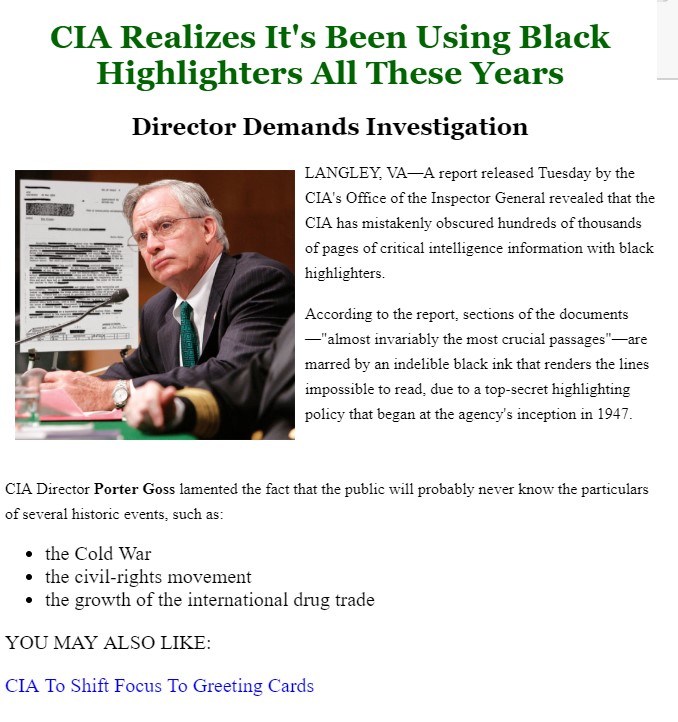 CIA Realizes It's Been Using Black
Highlighters All These Years
Director Demands Investigation
LANGLEY, VA—A report released Tuesday by the
CIA's Office of the Inspector General revealed that the
CIA has mistakenly obscured hundreds of thousands
of pages of critical intelligence information with black
highlighters.
According to the report, sections of the documents
—"almost invariably the most crucial passages"—are
marred by an indelible black ink that renders the lines
impossible to read, due to a top-secret highlighting
policy that began at the agency's inception in 1947.
CIA Director Porter Goss lamented the fact that the public will probably never know the particulars
of several historic events, such as:
• the Cold War
• the civil-rights movement
• the growth of the international drug trade
YOU MAY ALSO LIKE:
CIA To Shift Focus To Greeting Cards